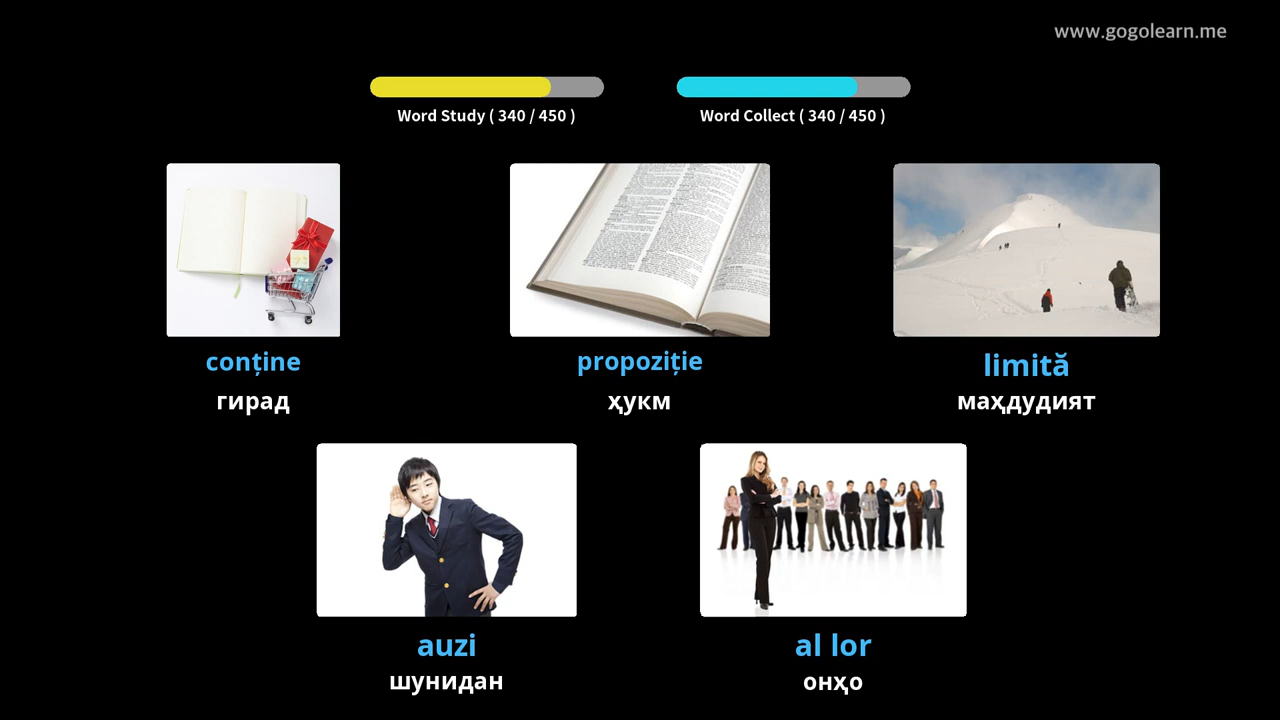 www.gogolearn.me
Word Study ( 340 / 450 )
Word Collect ( 340 / 450 )
conține
гирад
propoziție
ҳукм
limită
маҳдудият
auzi
шунидан
al lor
онҳо